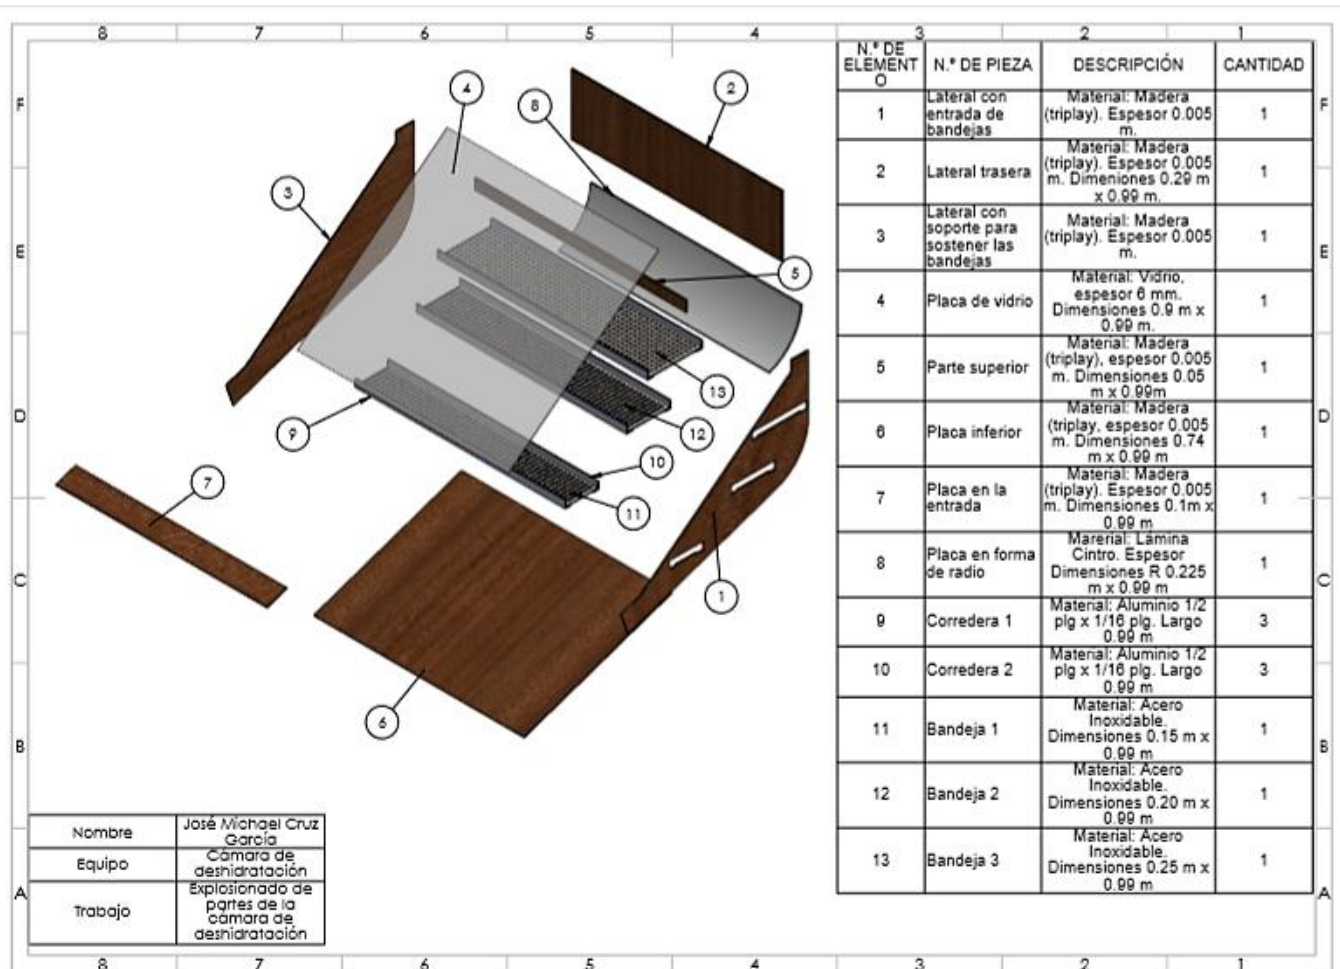 8 7 6 5 4 3 2 1
N.º DE ELEMENT O
N.º DE PIEZA
DESCRIPCIÓN
CANTIDAD
1
Lateral con entrada de bandejas
Material: Madera (triplay). Espesor 0.005 m.
1
2
Lateral trasera
Material: Madera (triplay). Espesor 0.005 m. Dimeniones 0.29 m x 0.99 m.
1
3
Lateral con soporte para sostener las bandejas
Material: Madera (triplay). Espesor 0.005 m.
1
4
Placa de vidrio
Material: Vidrio, espesor 6 mm. Dimensiones 0.9 m x 0.99 m.
1
5
Parte superior
Material: Madera (triplay), espesor 0.005 m. Dimensiones 0.05 m x 0.99m
1
6
Placa inferior
Material: Madera (triplay, espesor 0.005 m. Dimensiones 0.74 m x 0.99 m
1
7
Placa en la entrada
Material: Madera (triplay). Espesor 0.005 m. Dimensiones 0.1m x 0.99 m
1
8
Placa en forma de radio
Marerial: Lámina Cintro. Espesor Dimensiones R 0.225 m x 0.99 m
1
9
Corredera 1
Material: Aluminio 1/2 plg x 1/16 plg. Largo 0.99 m
3
10
Corredera 2
Material: Aluminio 1/2 plg x 1/16 plg. Largo 0.99 m
3
11
Bandeja 1
Material: Acero Inoxidable. Dimensiones 0.15 m x 0.99 m
1
12
Bandeja 2
Material: Acero Inoxidable. Dimensiones 0.20 m x 0.99 m
1
13
Bandeja 3
Material: Acero Inoxidable. Dimensiones 0.25 m x 0.99 m
1
F
E
D
C
B
A
F
E
D
C
B
A
4
8
2
3
5
13
12
9
10
11
7
1
6
Nombre
José Michael Cruz García
Equipo
Cámara de deshidratación
Trabajo
Explosionado de partes de la cámara de deshidratación
8 7 6 5 4 3 2 1